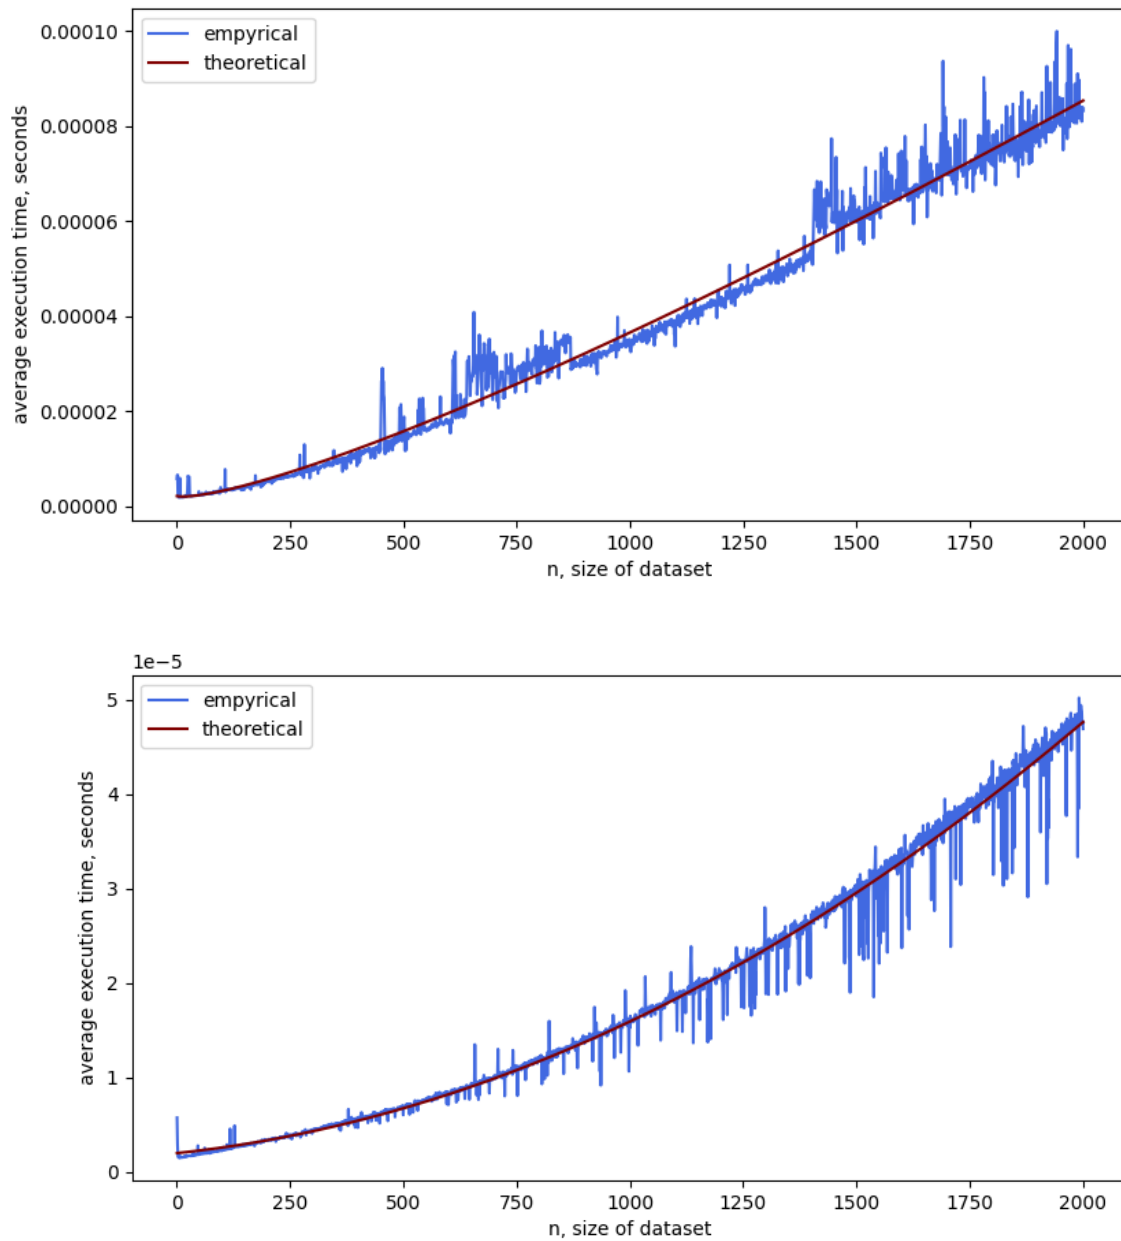 empyrical
theoretical
0.00010
0.00008
0.00006
0.00004
0.00002
0.00000
average execution time, seconds
0 250 500 750 1000 1250 1500 1750 2000
n, size of dataset
1e−5
empyrical
theoretical
5
4
3
2
1
0
average execution time, seconds
0 250 500 750 1000 1250 1500 1750 2000
n, size of dataset